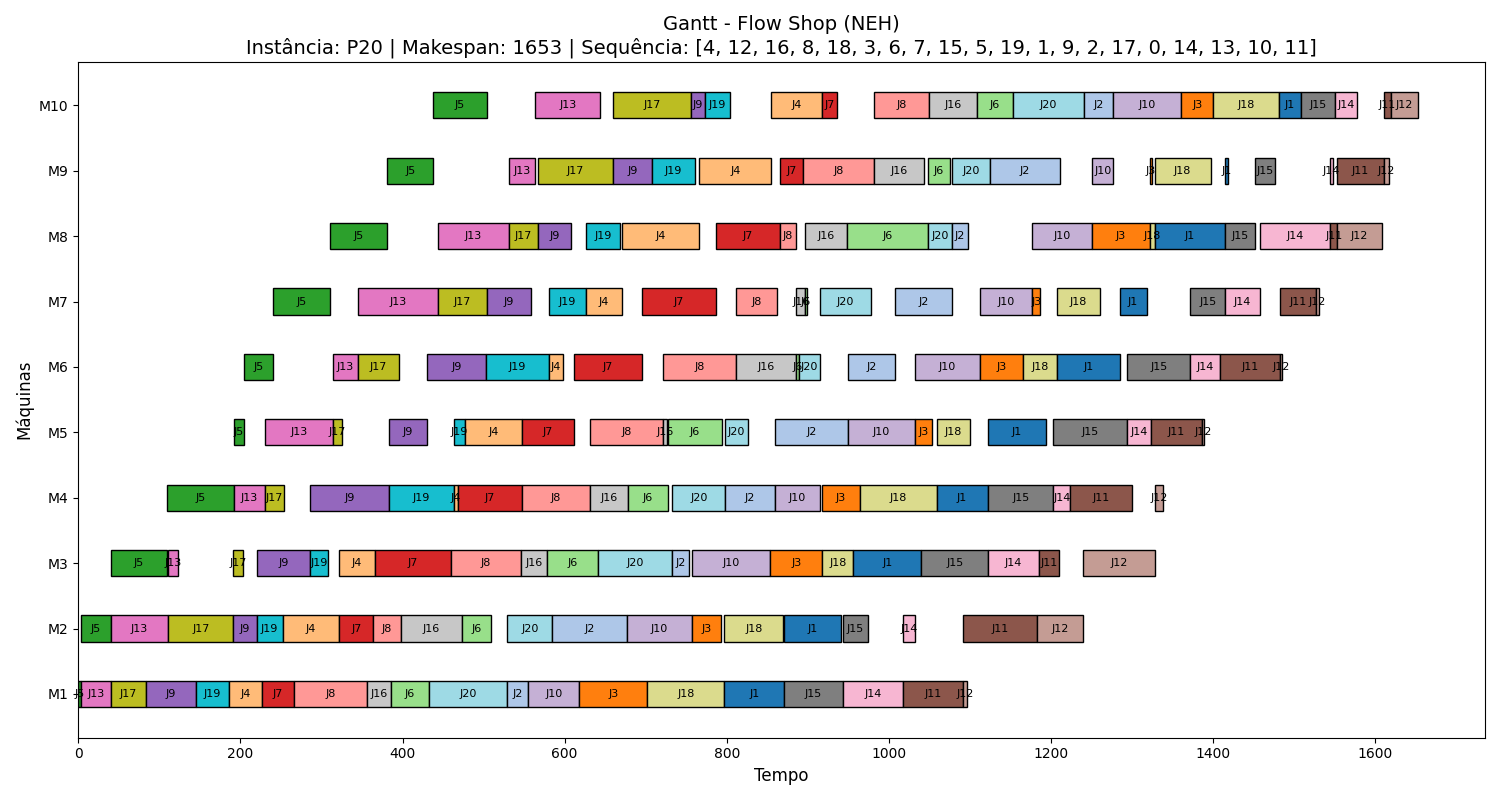 Gantt - Flow Shop (NEH)
Instância: P20 | Makespan: 1653 | Sequência: [4, 12, 16, 8, 18, 3, 6, 7, 15, 5, 19, 1, 9, 2, 17, 0, 14, 13, 10, 11]
Máquinas
M10 J5 J13 J17 J9 J19 J4 J7 J8 J16 J6 J20 J2 J10 J3 J18 J1 J15 J14 J11 J12
M9 J5 J13 J17 J9 J19 J4 J7 J8 J16 J6 J20 J2 J10 J3 J18 J1 J15 J14 J11 J12
M8 J5 J13 J17 J9 J19 J4 J7 J8 J16 J6 J20 J2 J10 J3 J18 J1 J15 J14 J11 J12
M7 J5 J13 J17 J9 J19 J4 J7 J8 J16 J6 J20 J2 J10 J3 J18 J1 J15 J14 J11 J12
M6 J5 J13 J17 J9 J19 J4 J7 J8 J16 J6 J20 J2 J10 J3 J18 J1 J15 J14 J11 J12
M5 J5 J13 J17 J9 J19 J4 J7 J8 J16 J6 J20 J2 J10 J3 J18 J1 J15 J14 J11 J12
M4 J5 J13 J17 J9 J19 J4 J7 J8 J16 J6 J20 J2 J10 J3 J18 J1 J15 J14 J11 J12
M3 J5 J13 J17 J9 J19 J4 J7 J8 J16 J6 J20 J2 J10 J3 J18 J1 J15 J14 J11 J12
M2 J5 J13 J17 J9 J19 J4 J7 J8 J16 J6 J20 J2 J10 J3 J18 J1 J15 J14 J11 J12
M1 J5 J13 J17 J9 J19 J4 J7 J8 J16 J6 J20 J2 J10 J3 J18 J1 J15 J14 J11 J12
0 200 400 600 800 1000 1200 1400 1600
Tempo